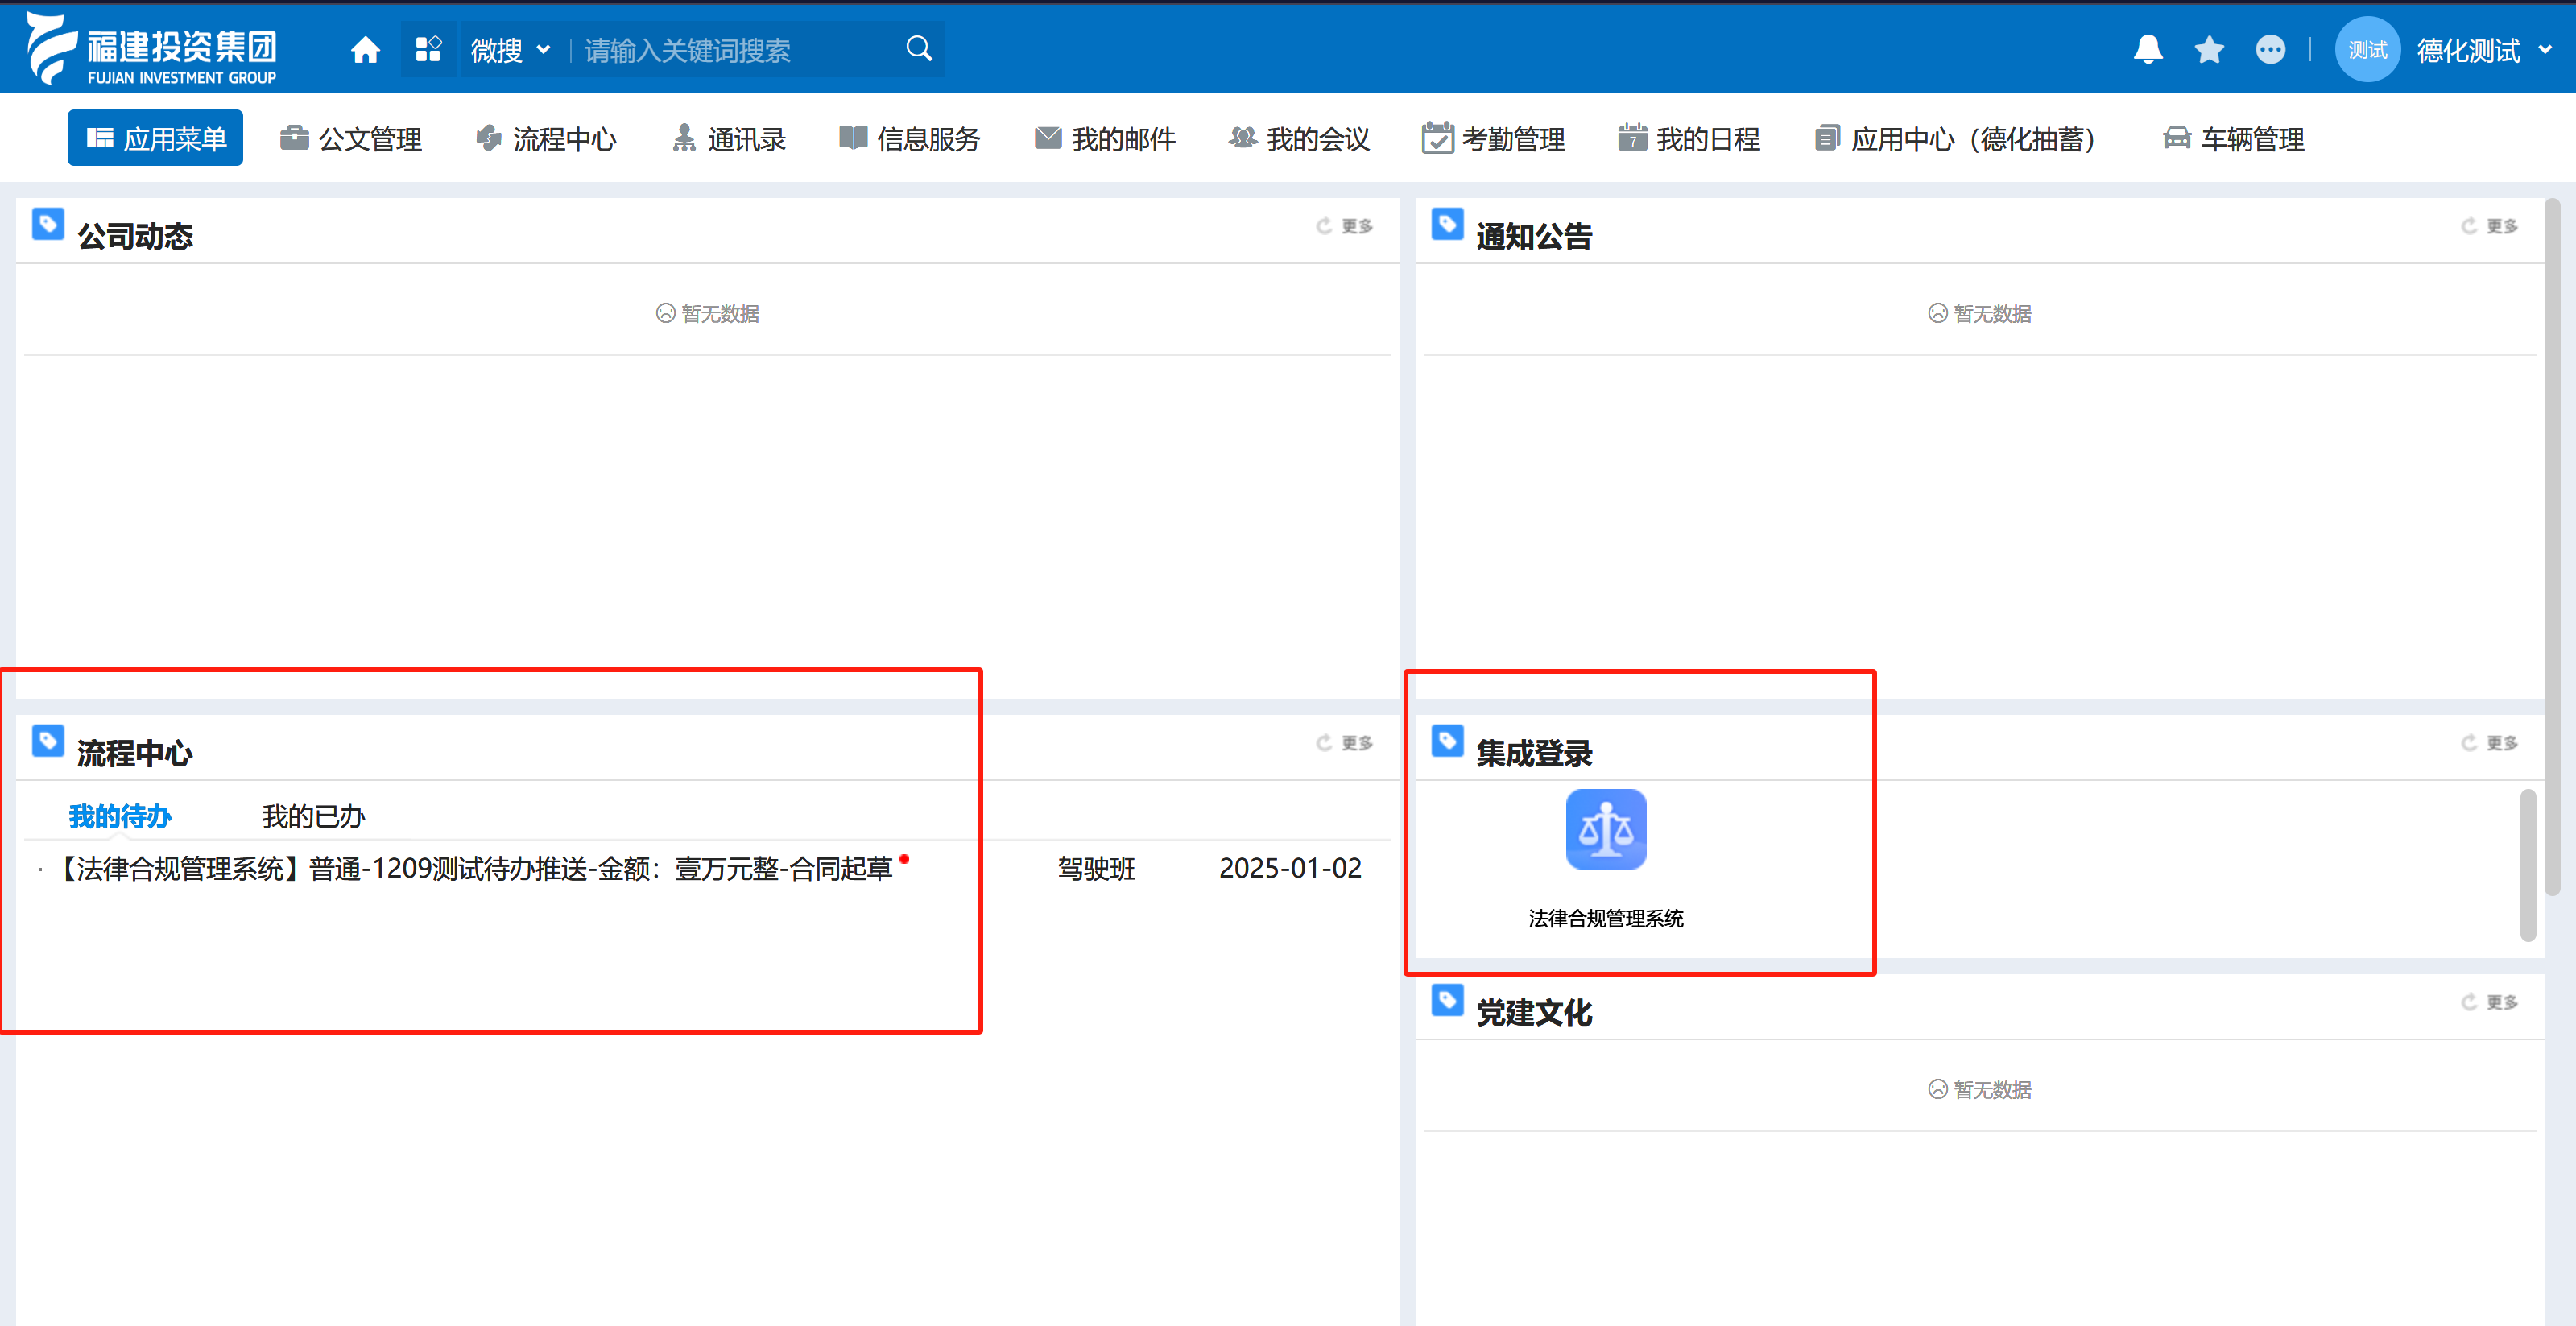 福建投资集团
FUJIAN INVESTMENT GROUP
微搜 请输入关键词搜索
测试 德化测试
应用菜单 公文管理 流程中心 通讯录 信息服务 我的邮件 我的会议 考勤管理 7 我的日程 应用中心（德化抽蓄） 车辆管理
公司动态 更多
暂无数据
通知公告 更多
暂无数据
流程中心 更多
我的待办 我的已办
· 【法律合规管理系统】普通-1209测试待办推送-金额：壹万元整-合同起草 驾驶班 2025-01-02
集成登录 更多
法律合规管理系统
党建文化 更多
暂无数据